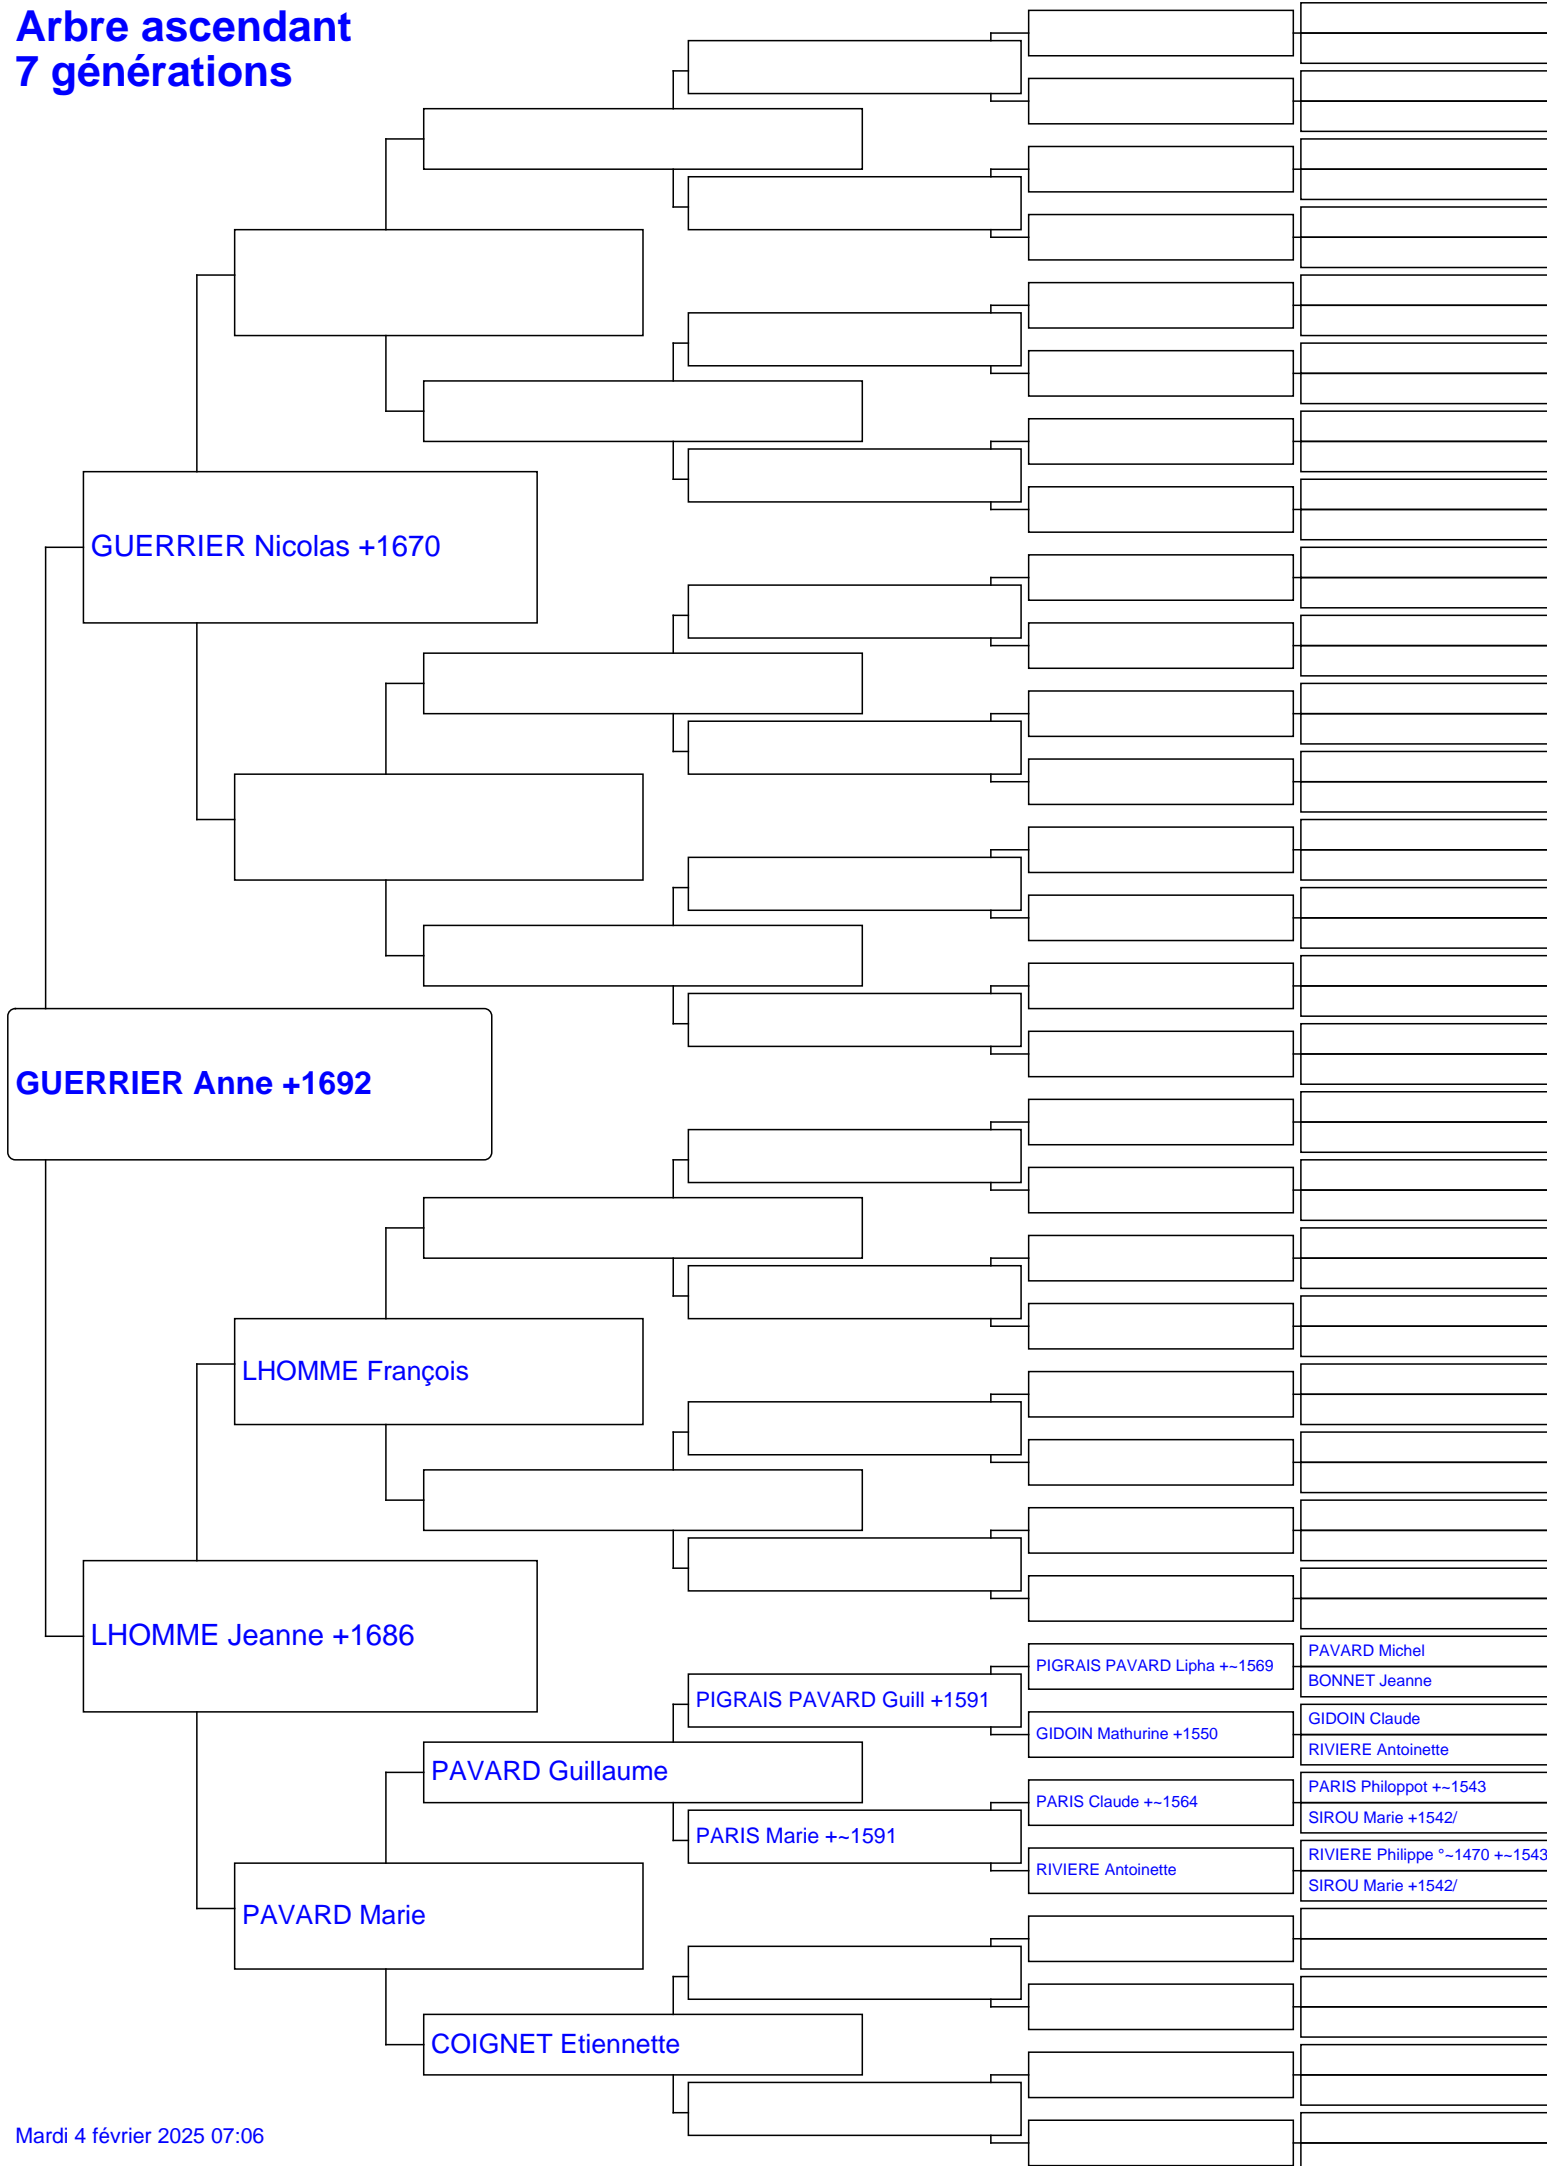 Arbre ascendant
7 générations
GUERRIER Nicolas +1670
GUERRIER Anne +1692
LHOMME François
LHOMME Jeanne +1686
PIGRAIS PAVARD Lipha +~1569
PAVARD Michel
BONNET Jeanne
PIGRAIS PAVARD Guill +1591
GIDOIN Mathurine +1550
GIDOIN Claude
RIVIERE Antoinette
PAVARD Guillaume
PARIS Claude +~1564
PARIS Philoppot +~1543
SIROU Marie +1542/
PARIS Marie +~1591
RIVIERE Antoinette
RIVIERE Philippe °~1470 +~1543
SIROU Marie +1542/
PAVARD Marie
COIGNET Etiennette
Mardi 4 février 2025 07:06